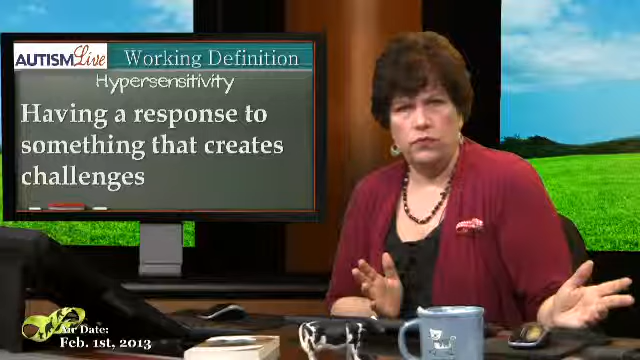 AUTISM Live
Working Definition
Hypersensitivity
Having a response to
something that creates
challenges
Air Date:
Feb. 1st, 2013